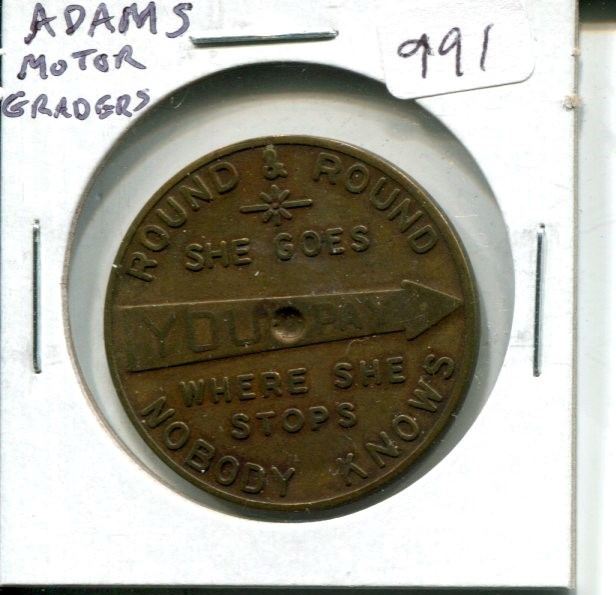 ADAMS
MOTOR
GRADERS
991
ROUND & ROUND
SHE GOES
YOU PAY
WHERE SHE
STOPS
NOBODY KNOWS